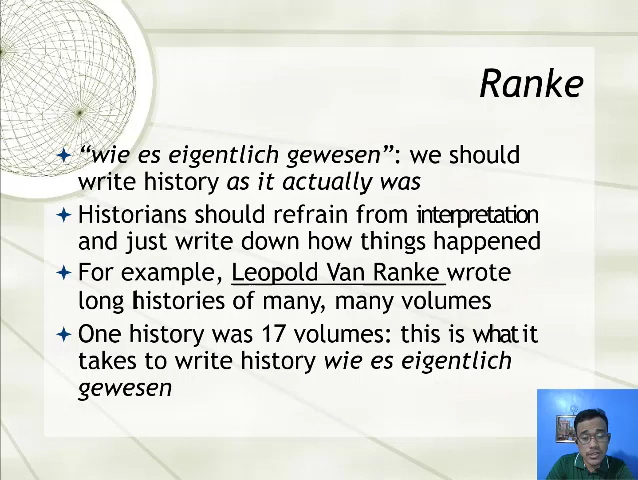 Ranke
"wie es eigentlich gewesen": we should
write history as it actually was
Historians should refrain from interpretation
and just write down how things happened
For example, Leopold Van Ranke wrote
long histories of many, many volumes
One history was 17 volumes: this is what it
takes to write history wie es eigentlich
gewesen